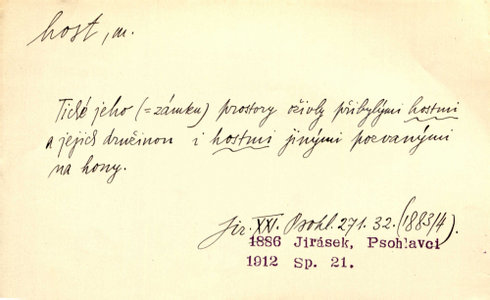 host, m.
Tiché jeho (=zámku) prostory ožily přibylými hostmi
a jejich družinou i hostmi jinými pozvanými
na hony.
Jir. XXI. Psohl. 271. 32. (1883/4).
1886 Jirásek, Psohlavci
1912 Sp. 21.